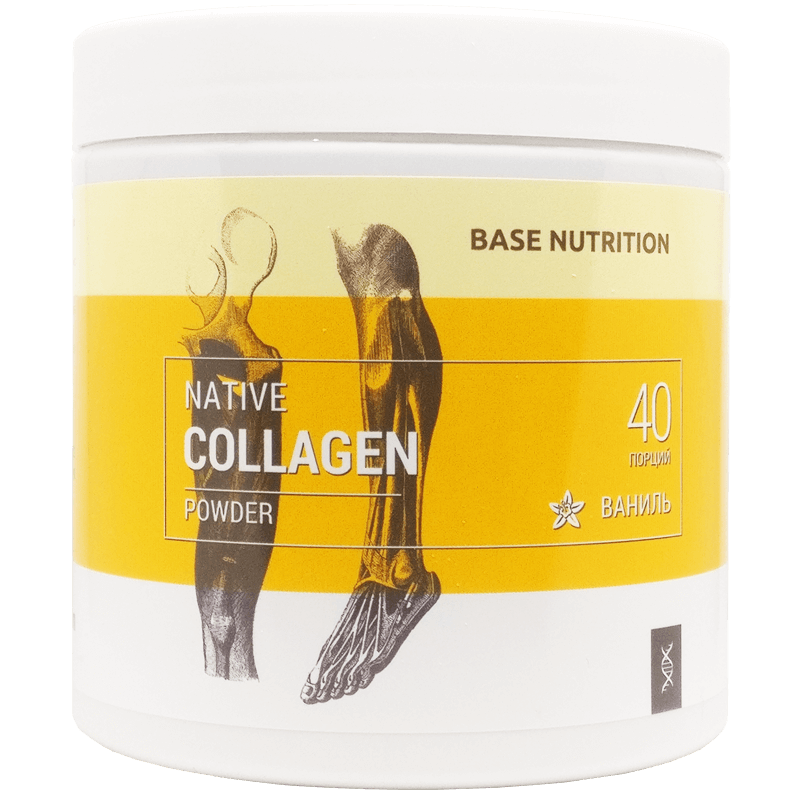 BASE NUTRITION
NATIVE
COLLAGEN
POWDER
40
ПОРЦИЙ
ВАНИЛЬ